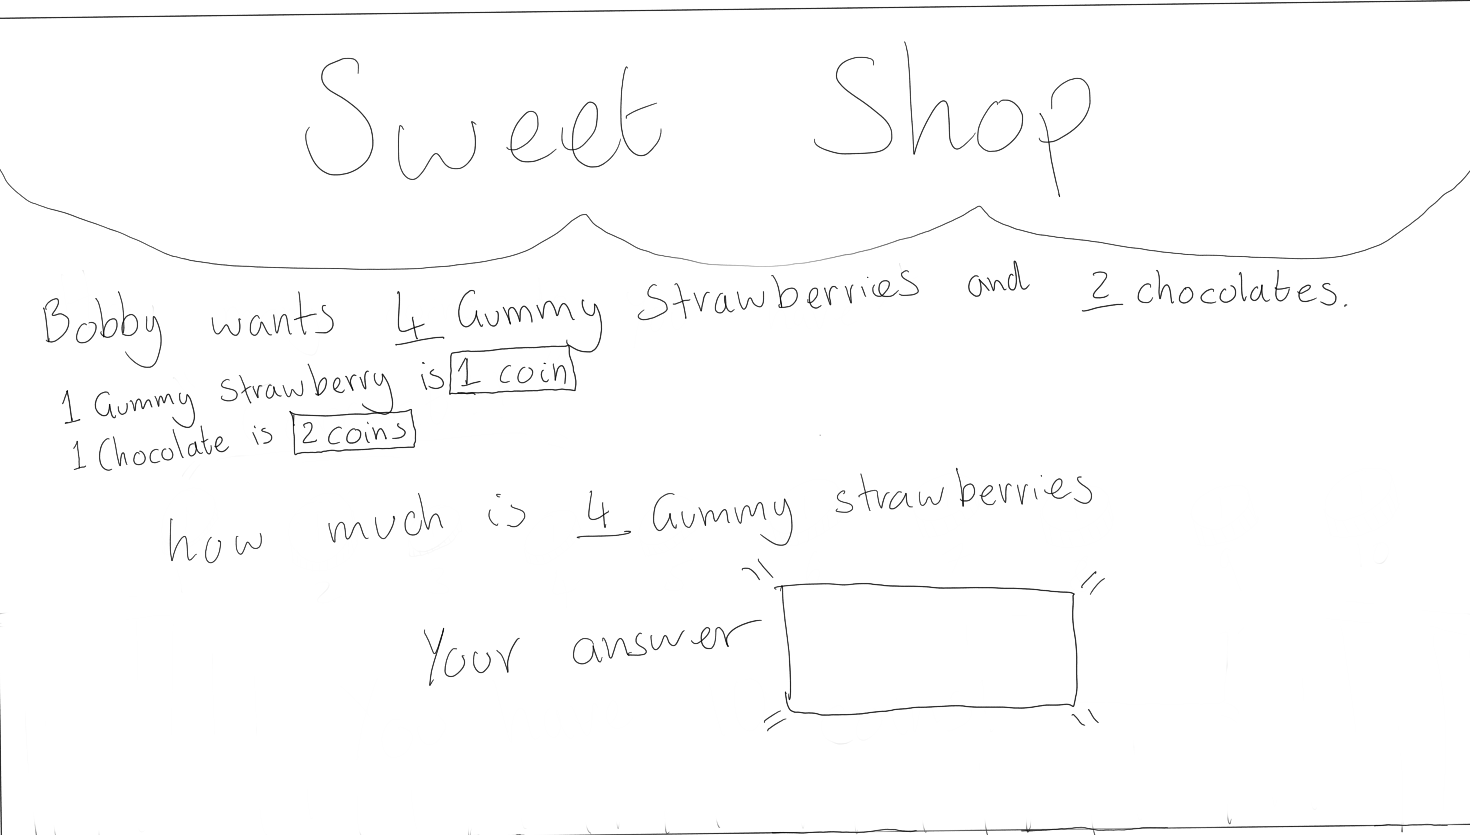 Sweet Shop
Bobby wants 4 Gummy Strawberries and 2 chocolates.
1 Gummy strawberry is 1 coin
1 Chocolate is 2 coins
how much is 4 Gummy strawberries
Your answer